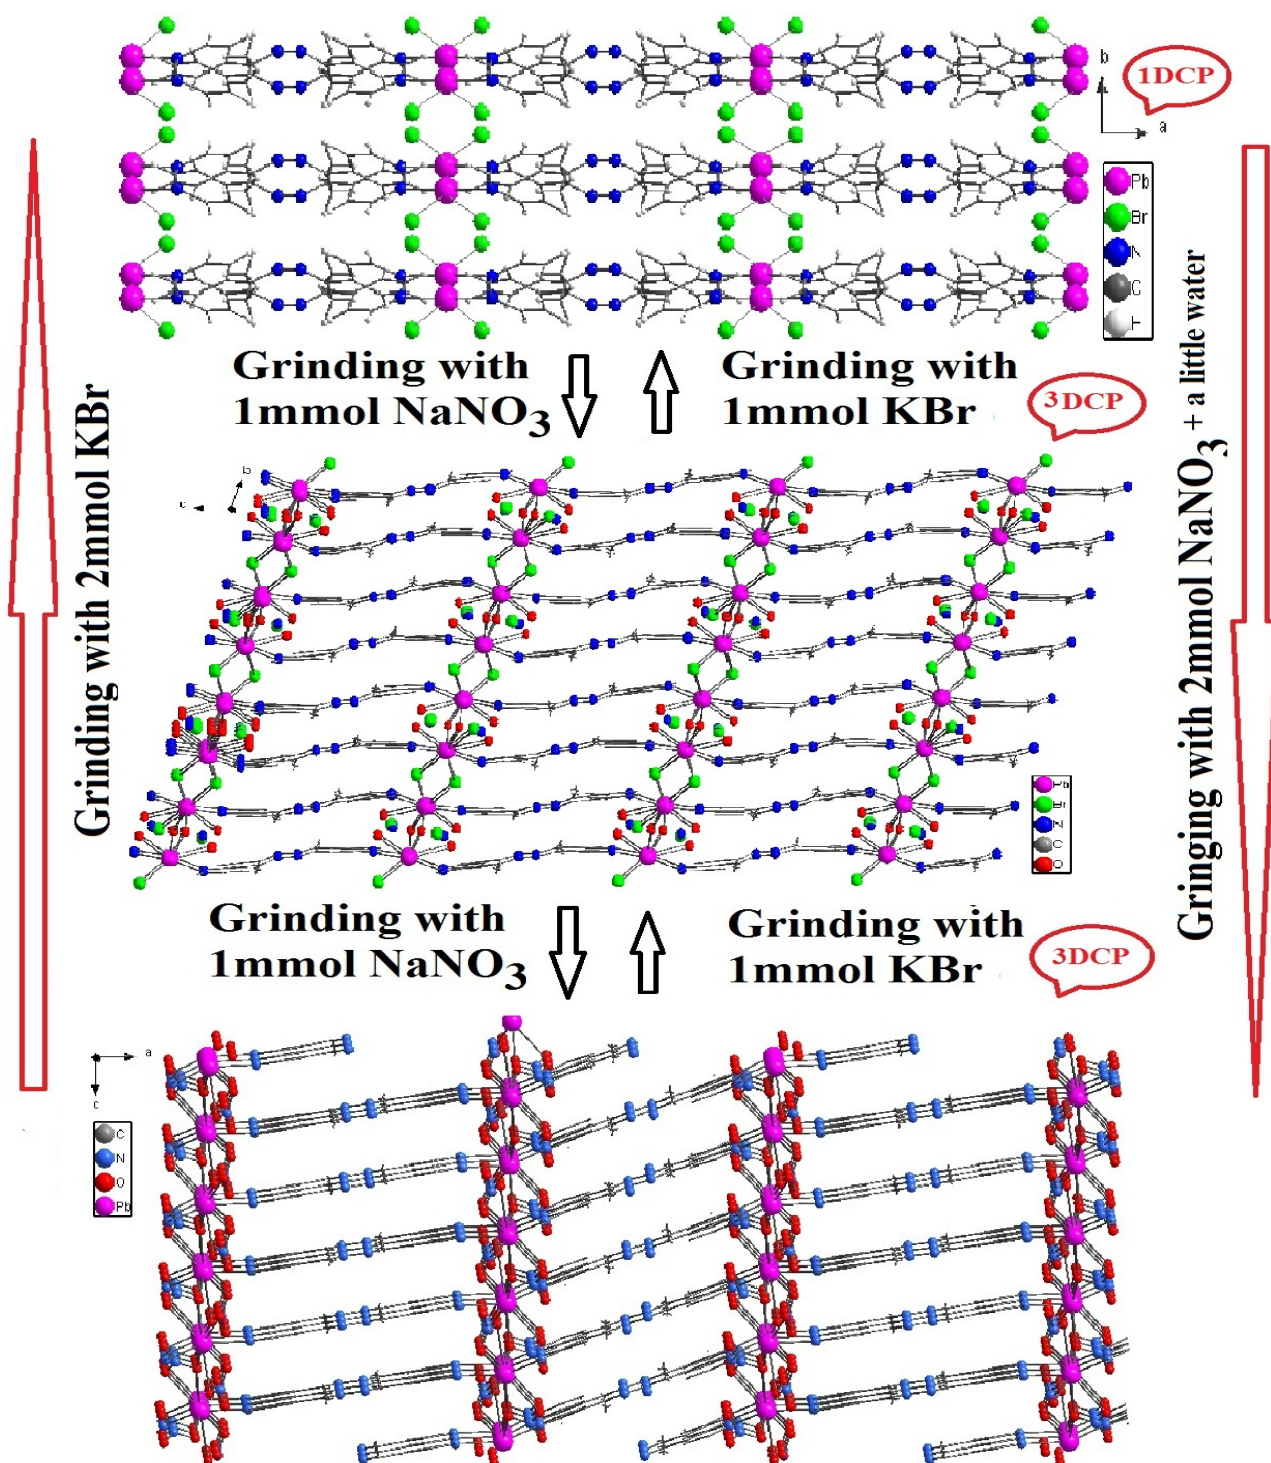 b
1DCP
a
Pb
Br
N
C
Grinding with
1mmol NaNO3
Grinding with
1mmol KBr
3DCP
Grinding with 2mmol KBr
Gringing with 2mmol NaNO3 + a little water
c
Br
N
C
O
Grinding with
1mmol NaNO3
Grinding with
1mmol KBr
3DCP
a
c
C
N
O
Pb